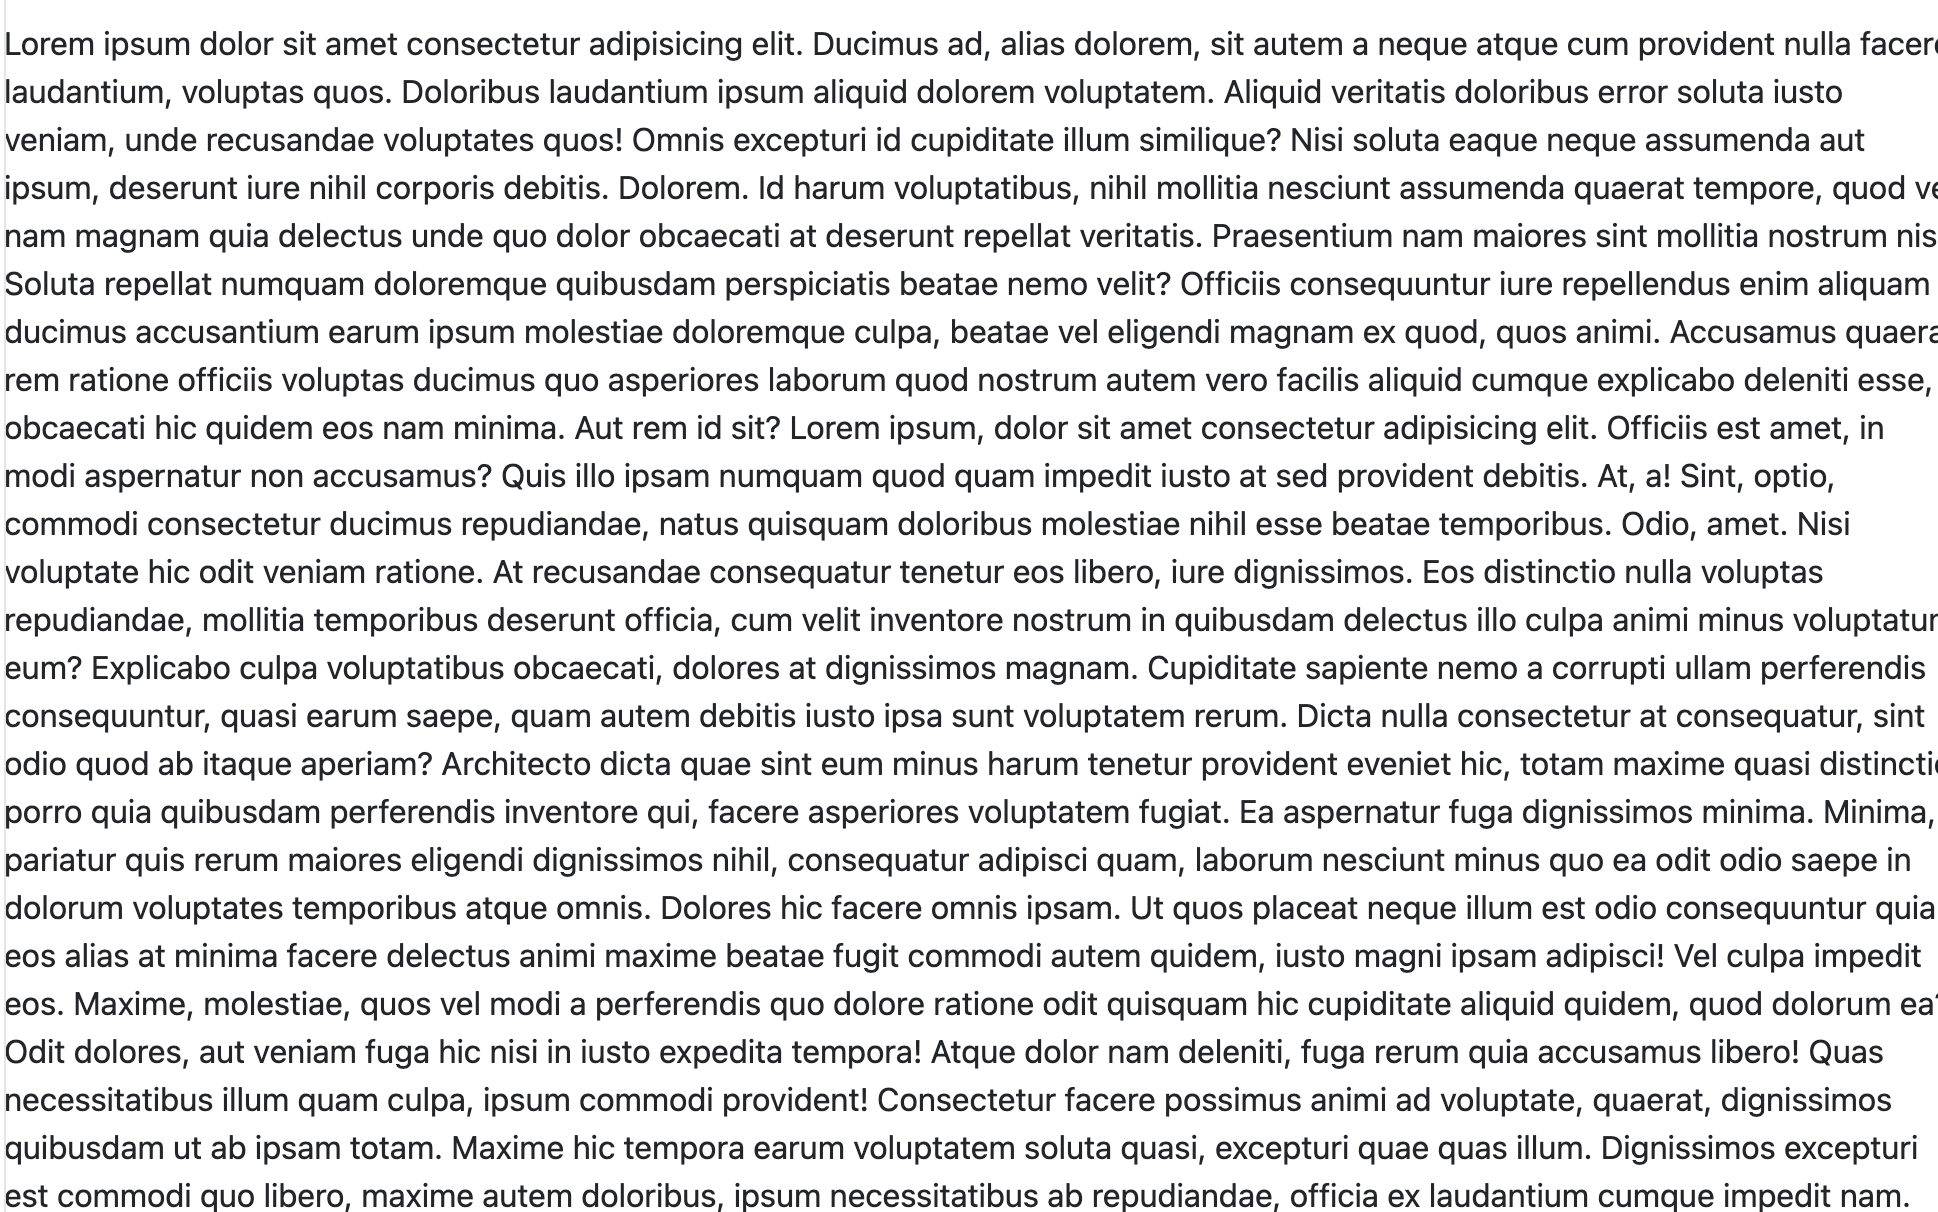 Lorem ipsum dolor sit amet consectetur adipisicing elit. Ducimus ad, alias dolorem, sit autem a neque atque cum provident nulla facere
laudantium, voluptas quos. Doloribus laudantium ipsum aliquid dolorem voluptatem. Aliquid veritatis doloribus error soluta iusto
veniam, unde recusandae voluptates quos! Omnis excepturi id cupiditate illum similique? Nisi soluta eaque neque assumenda aut
ipsum, deserunt iure nihil corporis debitis. Dolorem. Id harum voluptatibus, nihil mollitia nesciunt assumenda quaerat tempore, quod
nam magnam quia delectus unde quo dolor obcaecati at deserunt repellat veritatis. Praesentium nam maiores sint mollitia nostrum
Soluta repellat numquam doloremque quibusdam perspiciatis beatae nemo velit? Officiis consequuntur iure repellendus enim aliquam
ducimus accusantium earum ipsum molestiae doloremque culpa, beatae vel eligendi magnam ex quod, quos animi. Accusamus
rem ratione officiis voluptas ducimus quo asperiores laborum quod nostrum autem vero facilis aliquid cumque explicabo deleniti esse,
obcaecati hic quidem eos nam minima. Aut rem id sit? Lorem ipsum, dolor sit amet consectetur adipisicing elit. Officiis est amet, in
modi aspernatur non accusamus? Quis illo ipsam numquam quod quam impedit iusto at sed provident debitis. At, a! Sint, optio,
commodi consectetur ducimus repudiandae, natus quisquam doloribus molestiae nihil esse beatae temporibus. Odio, amet. Nisi
voluptate hic odit veniam ratione. At recusandae consequatur tenetur eos libero, iure dignissimos. Eos distinctio nulla voluptas
repudiandae, mollitia temporibus deserunt officia, cum velit inventore nostrum in quibusdam delectus illo culpa animi minus voluptatum
eum? Explicabo culpa voluptatibus obcaecati, dolores at dignissimos magnam. Cupiditate sapiente nemo a corrupti ullam perferendis
consequuntur, quasi earum saepe, quam autem debitis iusto ipsa sunt voluptatem rerum. Dicta nulla consectetur at consequatur, sint
odio quod ab itaque aperiam? Architecto dicta quae sint eum minus harum tenetur provident eveniet hic, totam maxime quasi distinctio
porro quia quibusdam perferendis inventore qui, facere asperiores voluptatem fugiat. Ea aspernatur fuga dignissimos minima. Minima,
pariatur quis rerum maiores eligendi dignissimos nihil, consequatur adipisci quam, laborum nesciunt minus quo ea odit odio saepe in
dolorum voluptates temporibus atque omnis. Dolores hic facere omnis ipsam. Ut quos placeat neque illum est odio consequuntur quia
eos alias at minima facere delectus animi maxime beatae fugit commodi autem quidem, iusto magni ipsam adipisci! Vel culpa impedit
eos. Maxime, molestiae, quos vel modi a perferendis quo dolore ratione odit quisquam hic cupiditate aliquid quidem, quod dolorum ea?
Odit dolores, aut veniam fuga hic nisi in iusto expedita tempora! Atque dolor nam deleniti, fuga rerum quia accusamus libero! Quas
necessitatibus illum quam culpa, ipsum commodi provident! Consectetur facere possimus animi ad voluptate, quaerat, dignissimos
quibusdam ut ab ipsam totam. Maxime hic tempora earum voluptatem soluta quasi, excepturi quae quas illum. Dignissimos excepturi
est commodi quo libero, maxime autem doloribus, ipsum necessitatibus ab repudiandae, officia ex laudantium cumque impedit nam.